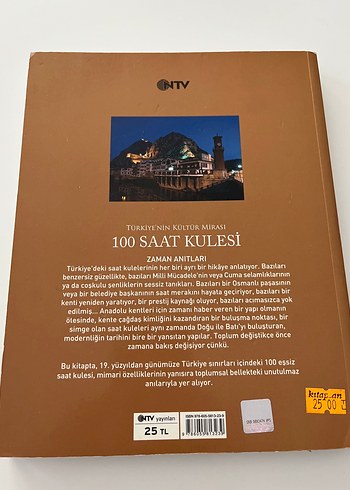 NTV
TÜRKİYE'NİN KÜLTÜR MİRASI
100 SAAT KULESİ
ZAMAN ANITLARI
Türkiye'deki saat kulelerinin her biri ayrı bir hikâye anlatıyor. Bazıları
benzersiz güzellikte, bazıları Milli Mücadele'nin veya Cuma selamlıklarının
ya da coşkulu şenliklerin sessiz tanıkları. Bazıları bir Osmanlı paşasının
veya bir belediye başkanının saat merakını hayata geçiriyor, bazıları bir
kenti yeniden yaratıyor, bir prestij kaynağı oluyor, bazıları acımasızca yok
edilmiş... Anadolu kentleri için zamanı haber veren bir yapı olmanın
ötesinde, kente çağdaş kimliğini kazandıran bir buluşma noktası, bir
simge olan saat kuleleri aynı zamanda Doğu ile Batı'yı buluşturan,
modernliğin tarihini bire bir yansıtan yapılar. Toplum değiştikçe önce
zamana bakış değişiyor çünkü.
Bu kitapta, 19. yüzyıldan günümüze Türkiye sınırları içindeki 100 eşsiz
saat kulesi, mimari özelliklerinin yanısıra toplumsal bellekteki unutulmaz
anılarıyla yer alıyor.
NTV yayınları
25 TL
25 00